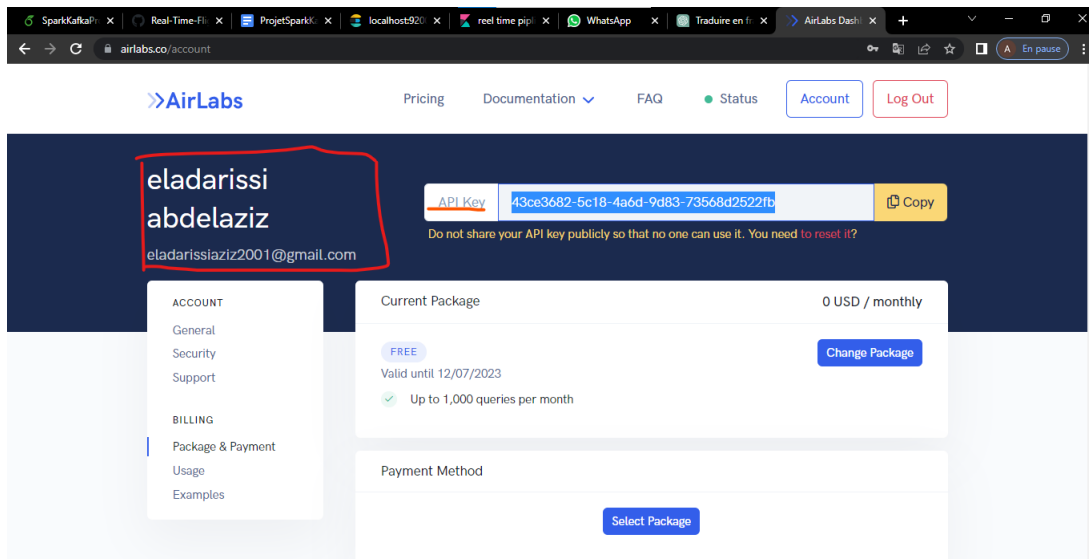 SparkKafkaPr
Real-Time-Fli
ProjetSparkKa
localhost:920
reel time pipl
WhatsApp
Traduire en fr
AirLabs Dash
airlabs.co/account
A En pause
AirLabs
Pricing Documentation FAQ Status Account Log Out
eladarissi
abdelaziz
eladarissiaziz2001@gmail.com
API Key 43ce3682-5c18-4a6d-9d83-73568d2522fb Copy
Do not share your API key publicly so that no one can use it. You need to reset it?
ACCOUNT
General
Security
Support
BILLING
Package & Payment
Usage
Examples
Current Package 0 USD / monthly
FREE
Change Package
Valid until 12/07/2023
Up to 1,000 queries per month
Payment Method
Select Package